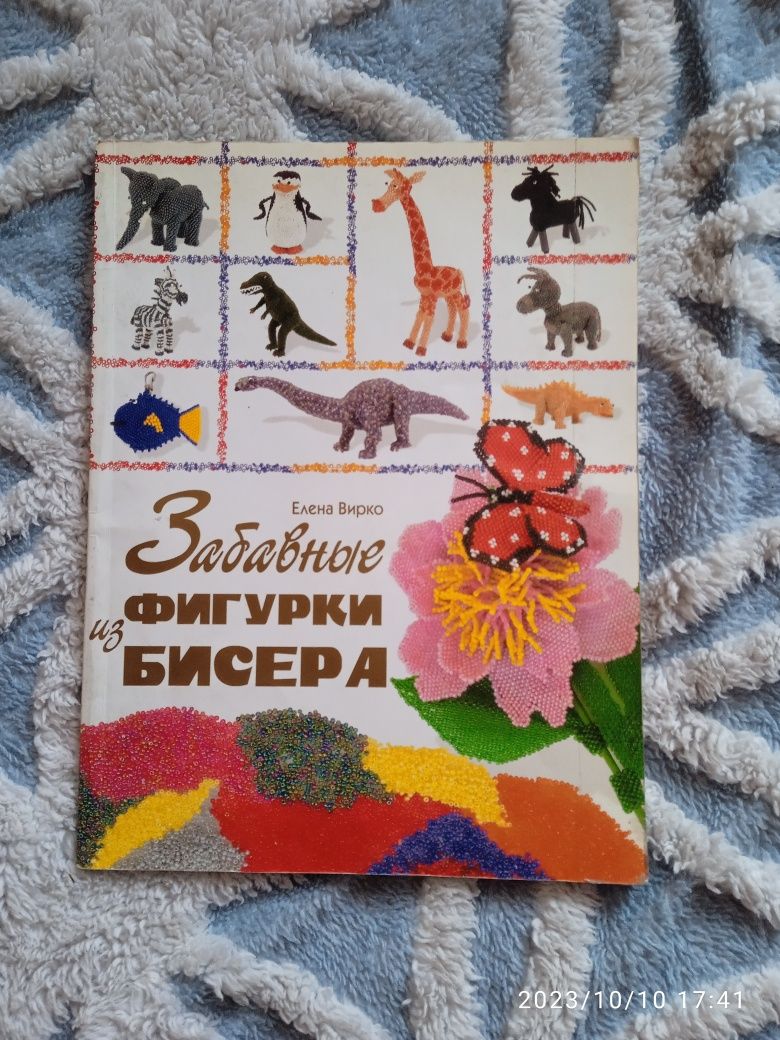 Елена Вирко
Забавные
ФИГУРКИ
из
БИСЕРА
2023/10/10 17:41